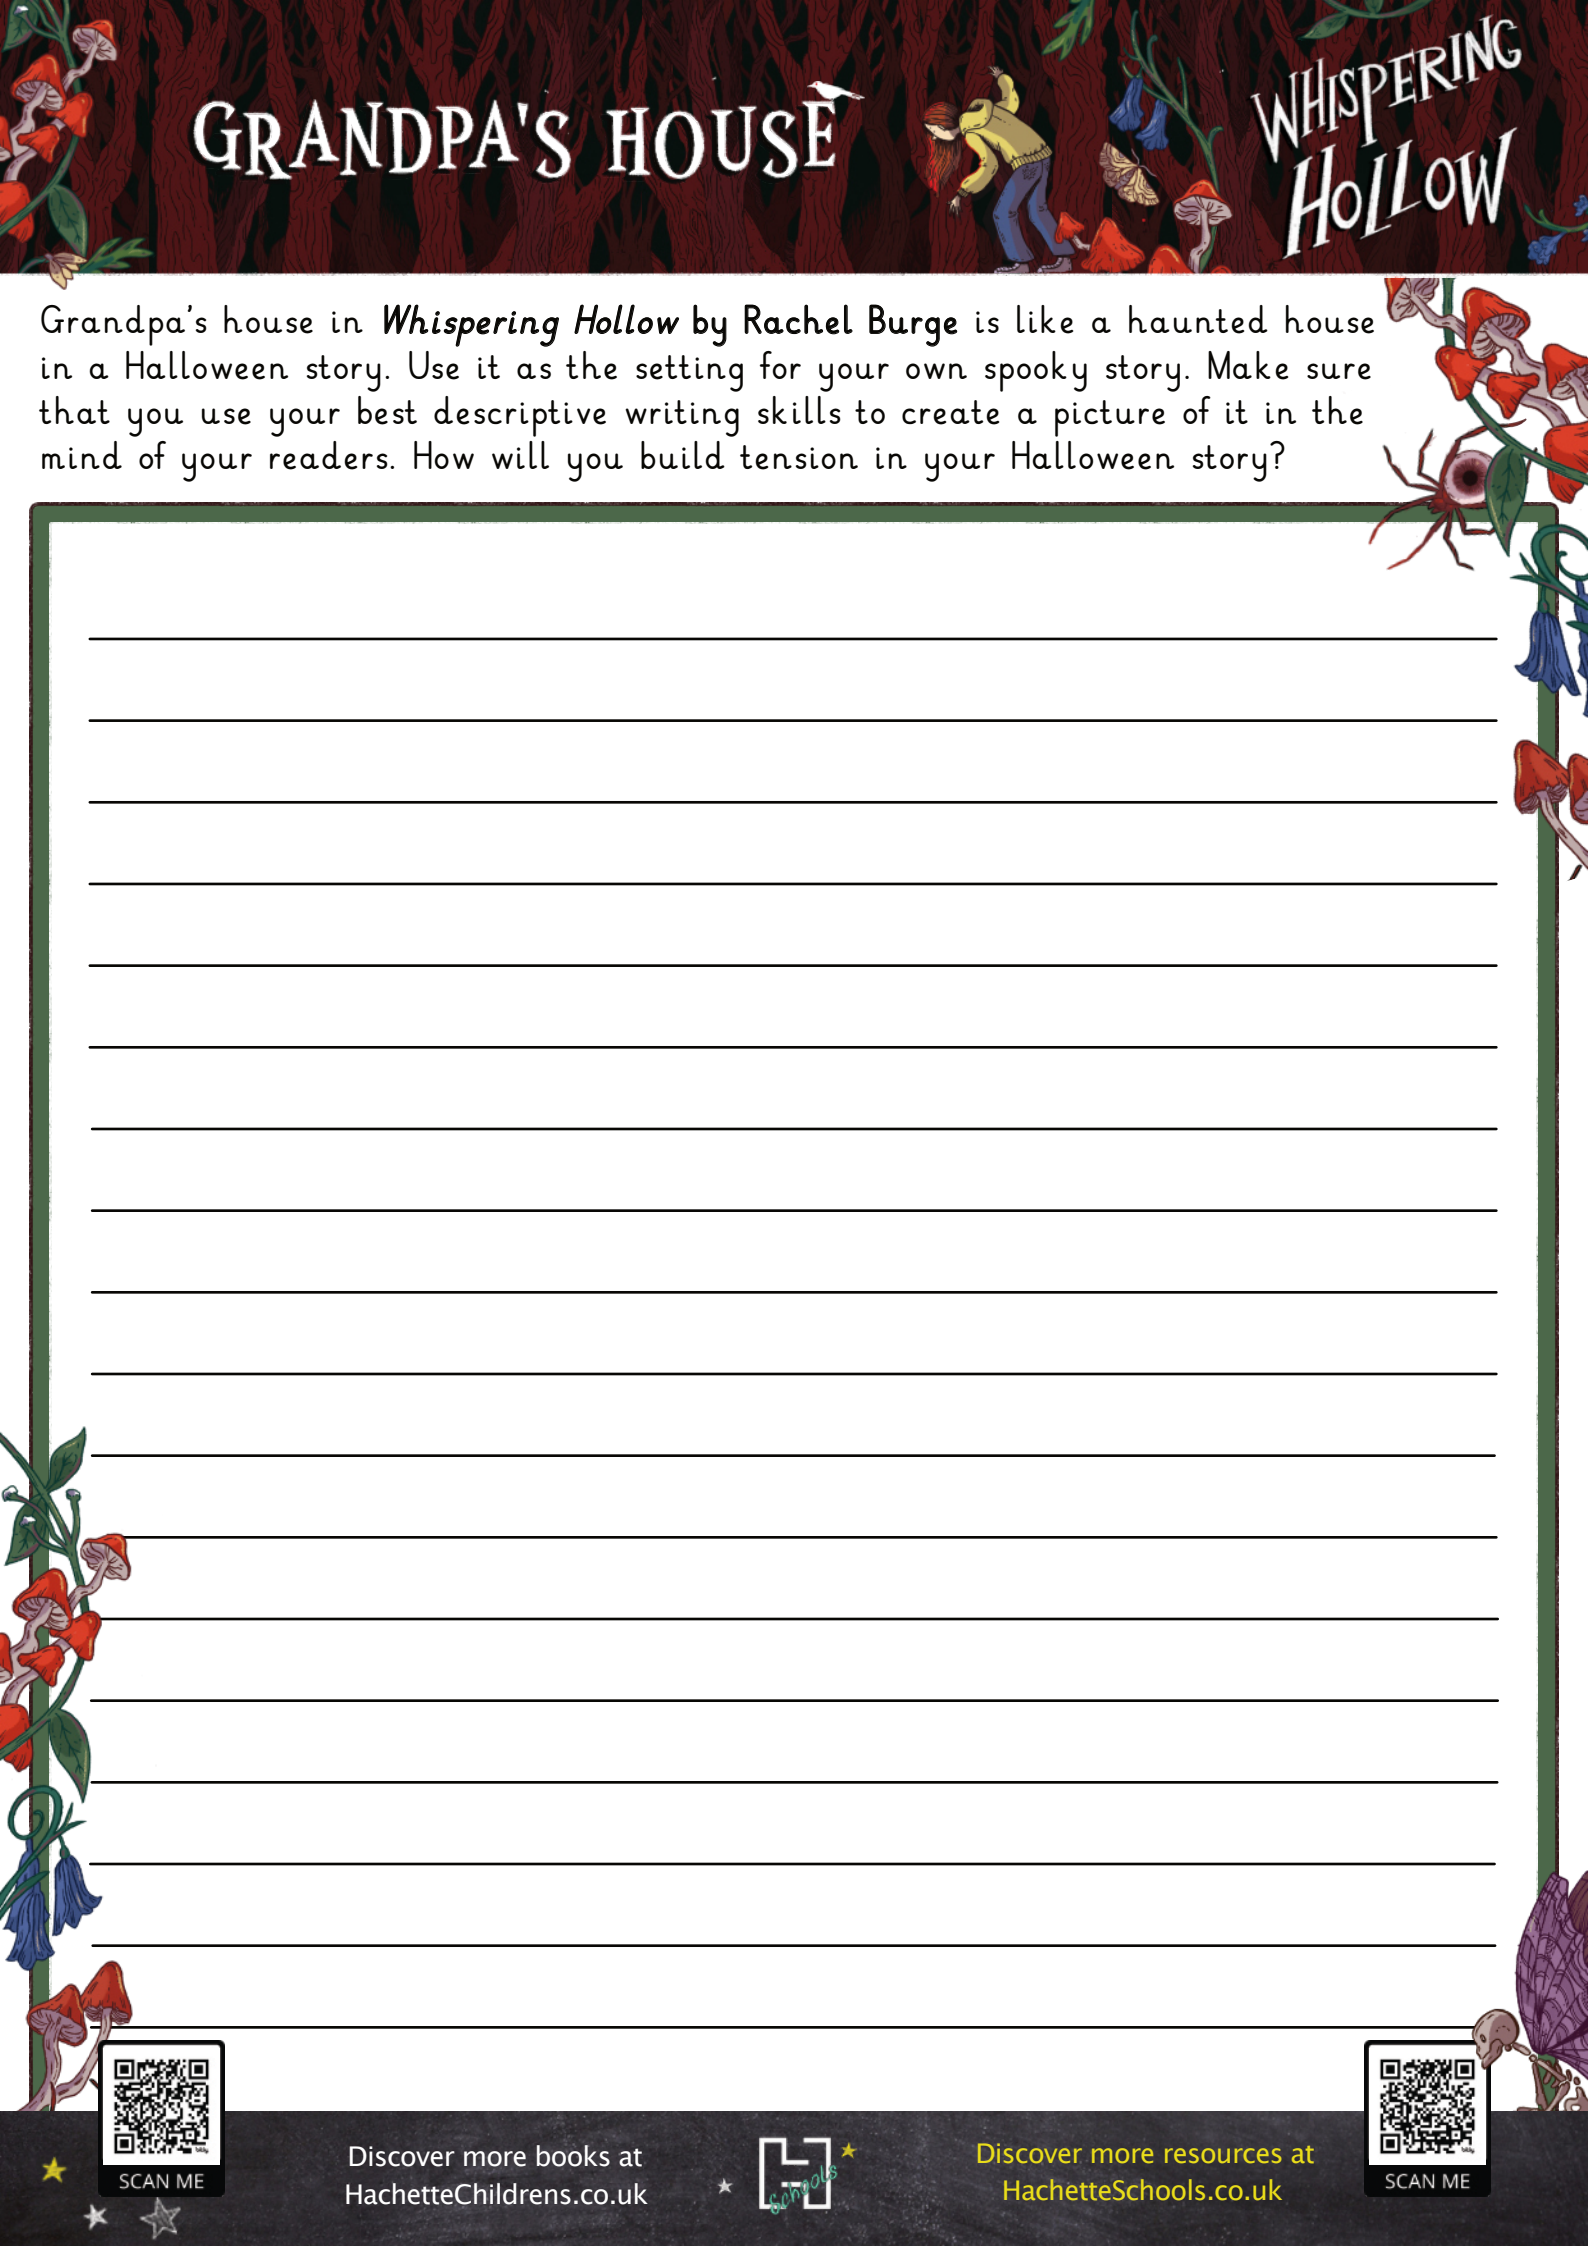 GRANDPA'S HOUSE
WHISPERING
HOLLOW
Grandpa's house in Whispering Hollow by Rachel Burge is like a haunted house
in a Halloween story. Use it as the setting for your own spooky story. Make sure
that you use your best descriptive writing skills to create a picture of it in the
mind of your readers. How will you build tension in your Halloween story?
SCAN ME
Discover more books at
HachetteChildrens.co.uk
Schools
Discover more resources at
HachetteSchools.co.uk
SCAN ME